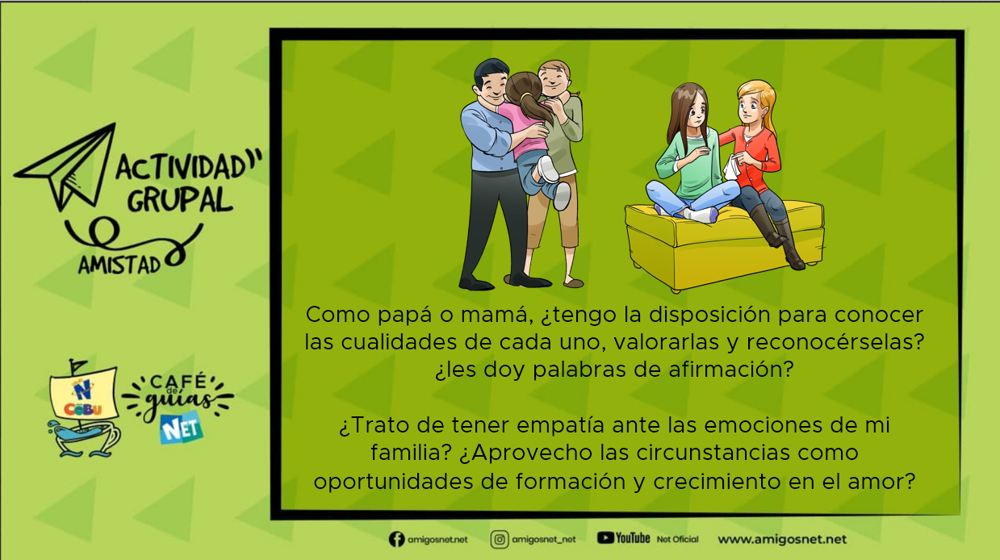 ACTIVIDAD
GRUPAL
AMISTAD
N
COBU
CAFÉ
de
guías
NET
Como papá o mamá, ¿tengo la disposición para conocer
las cualidades de cada uno, valorarlas y reconocérselas?
¿les doy palabras de afirmación?
¿Trato de tener empatía ante las emociones de mi
familia? ¿Aprovecho las circunstancias como
oportunidades de formación y crecimiento en el amor?
amigosnet.net
amigosnet_net
YouTube Net Oficial
www.amigosnet.net